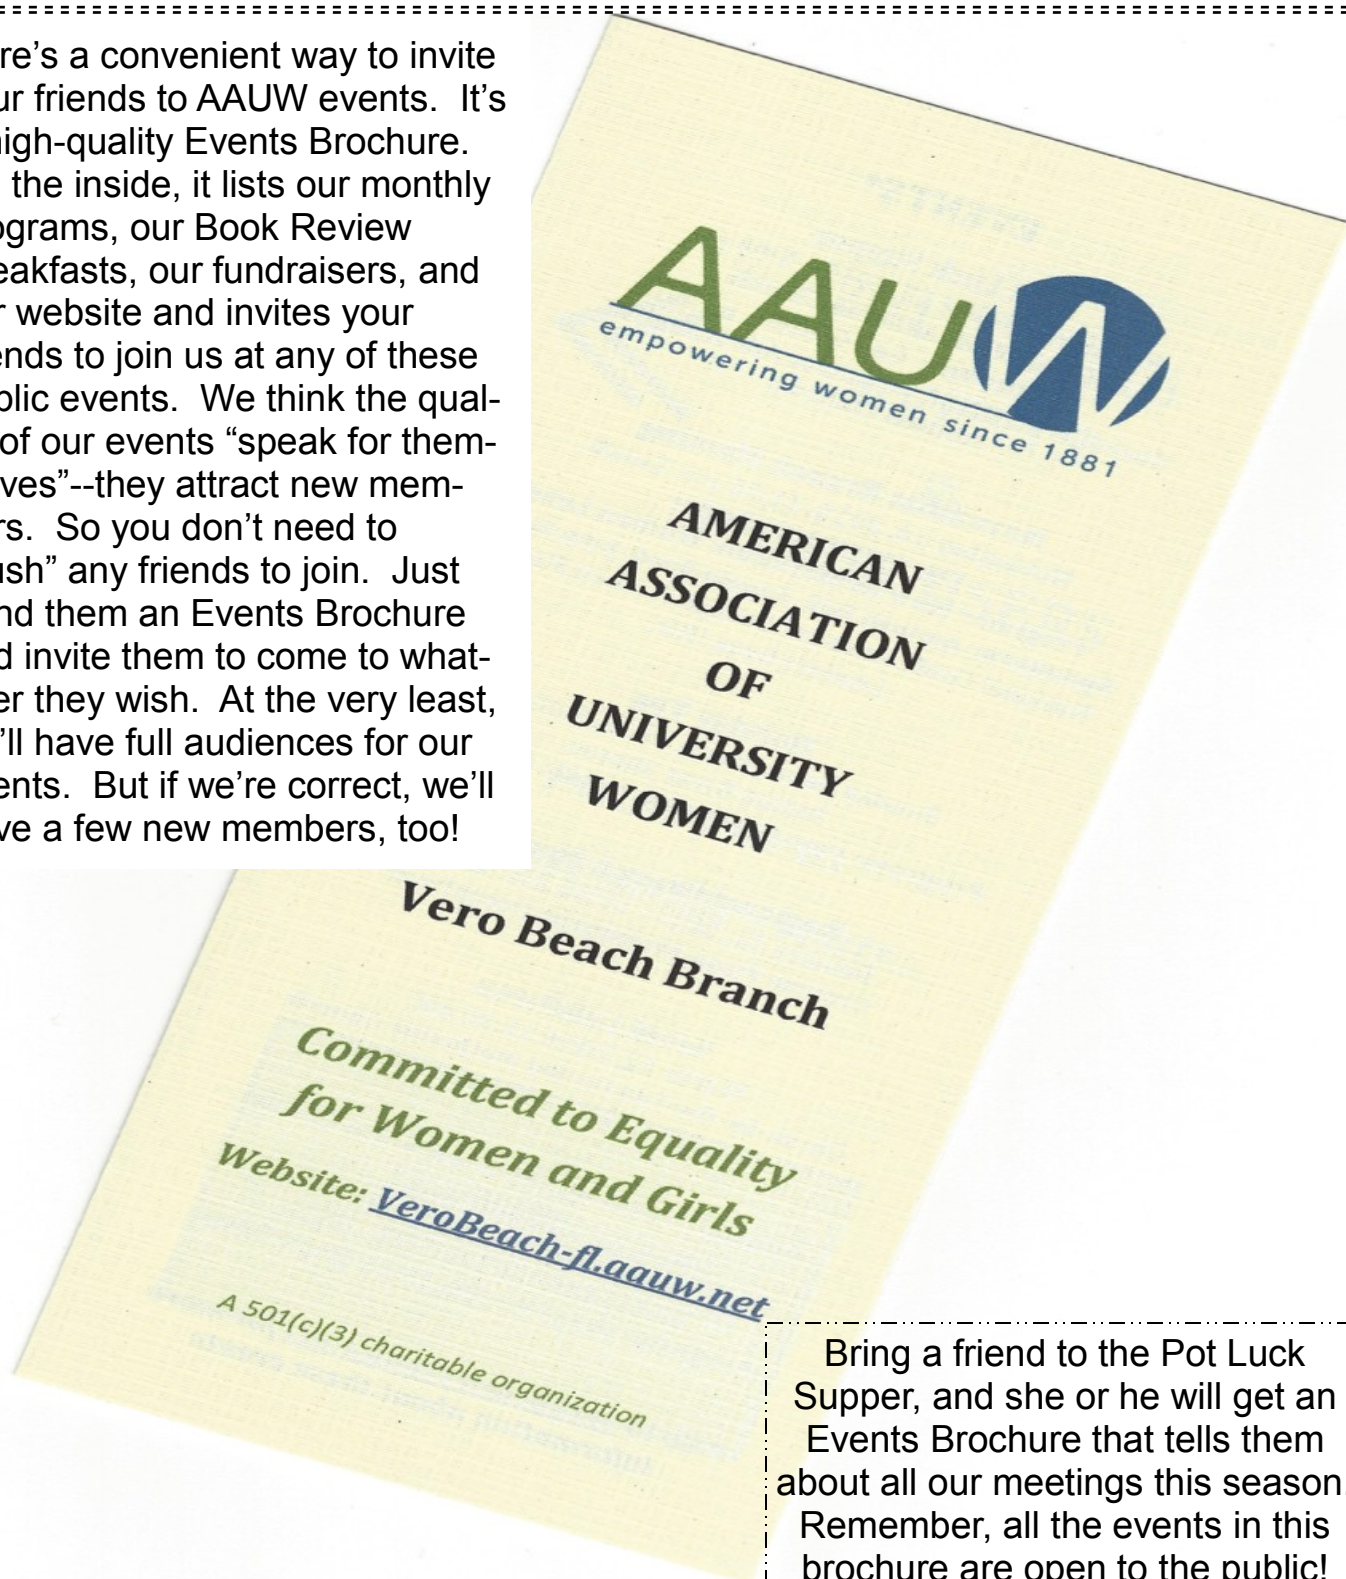 re’s a convenient way to invite
ur friends to AAUW events.  It’s
high-quality Events Brochure.
the inside, it lists our monthly
ograms, our Book Review
eakfasts, our fundraisers, and
r website and invites your
ends to join us at any of these
blic events.  We think the qual-
of our events “speak for them-
ves”--they attract new mem-
rs.  So you don’t need to
ush” any friends to join.  Just
nd them an Events Brochure
d invite them to come to what-
er they wish.  At the very least,
’ll have full audiences for our
ents.  But if we’re correct, we’ll
ve a few new members, too!
AAUW
empowering women since 1881
AMERICAN
ASSOCIATION
OF
UNIVERSITY
WOMEN
Vero Beach Branch
Committed to Equality
for Women and Girls
Website: VeroBeach-fl.aauw.net
A 501(c)(3) charitable organization
Bring a friend to the Pot Luck
Supper, and she or he will get an
Events Brochure that tells them
about all our meetings this season.
Remember, all the events in this
brochure are open to the public!